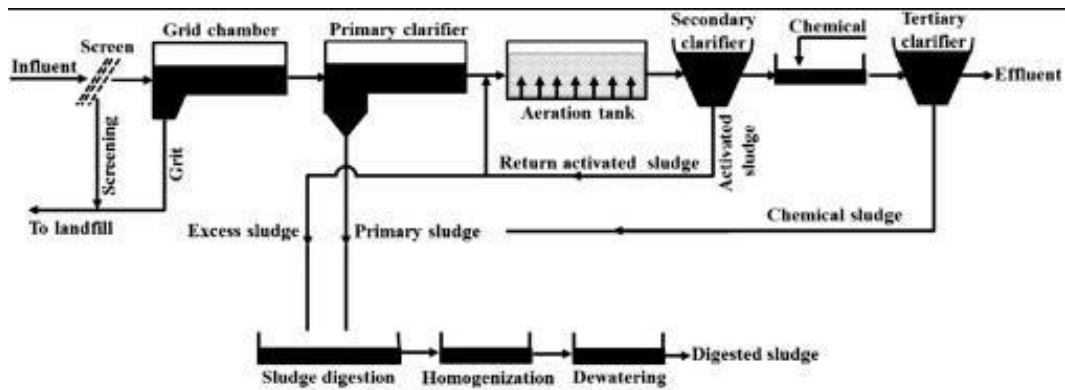 Influent
Screen
Grid chamber
Primary clarifier
Aeration tank
Secondary
clarifier
Chemical
Tertiary
clarifier
Effluent
Screening
Grit
To landfill
Return activated sludge
Activated
sludge
Excess sludge
Primary sludge
Chemical sludge
Sludge digestion
Homogenization
Dewatering
Digested sludge